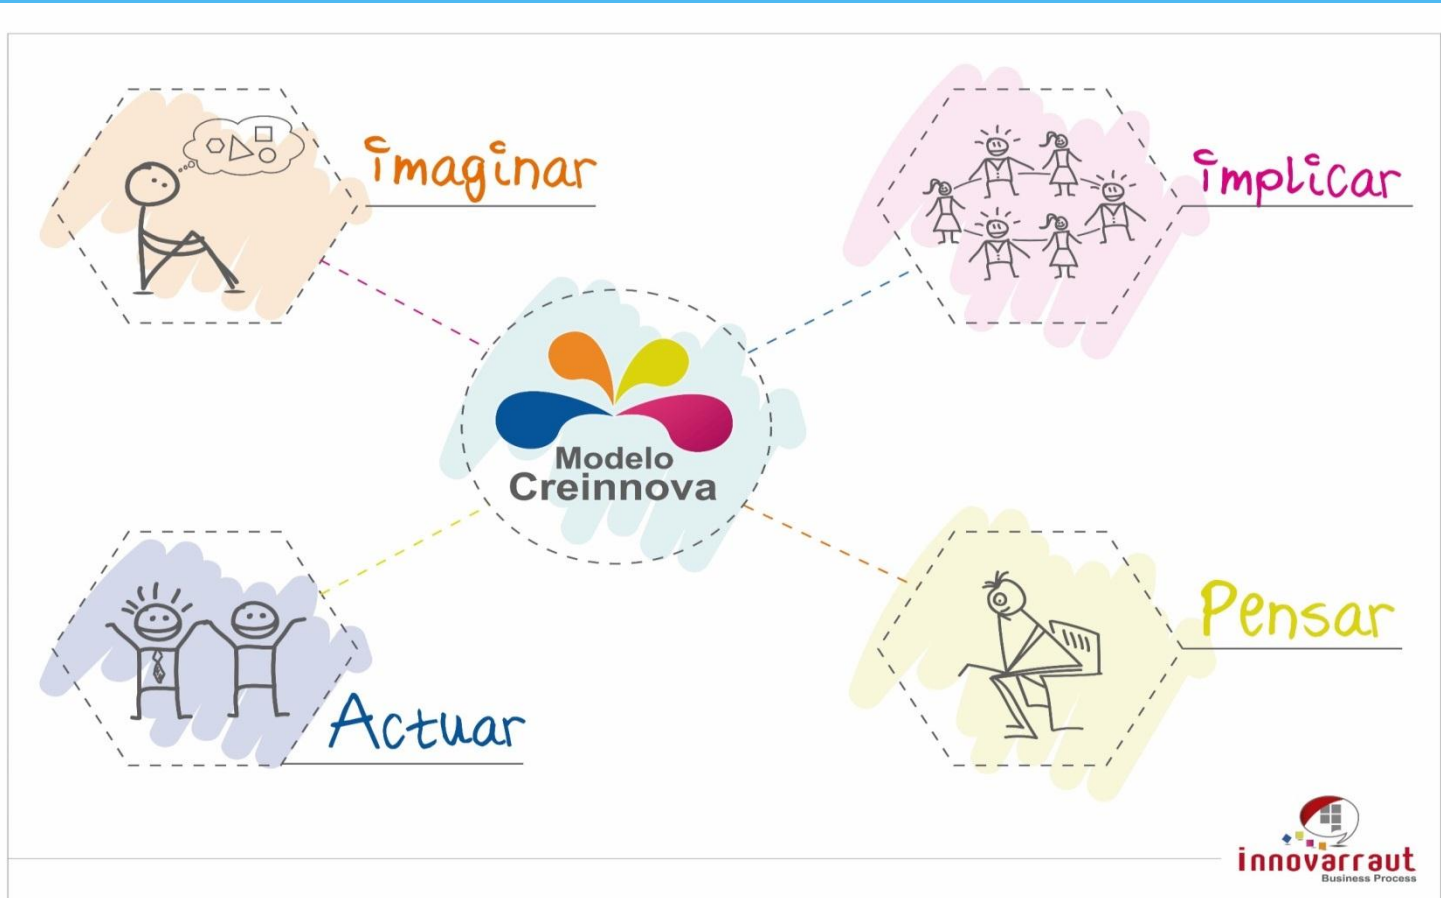 imaginar
implicar
Modelo
Creinnova
Actuar
Pensar
innovarraut
Business Process